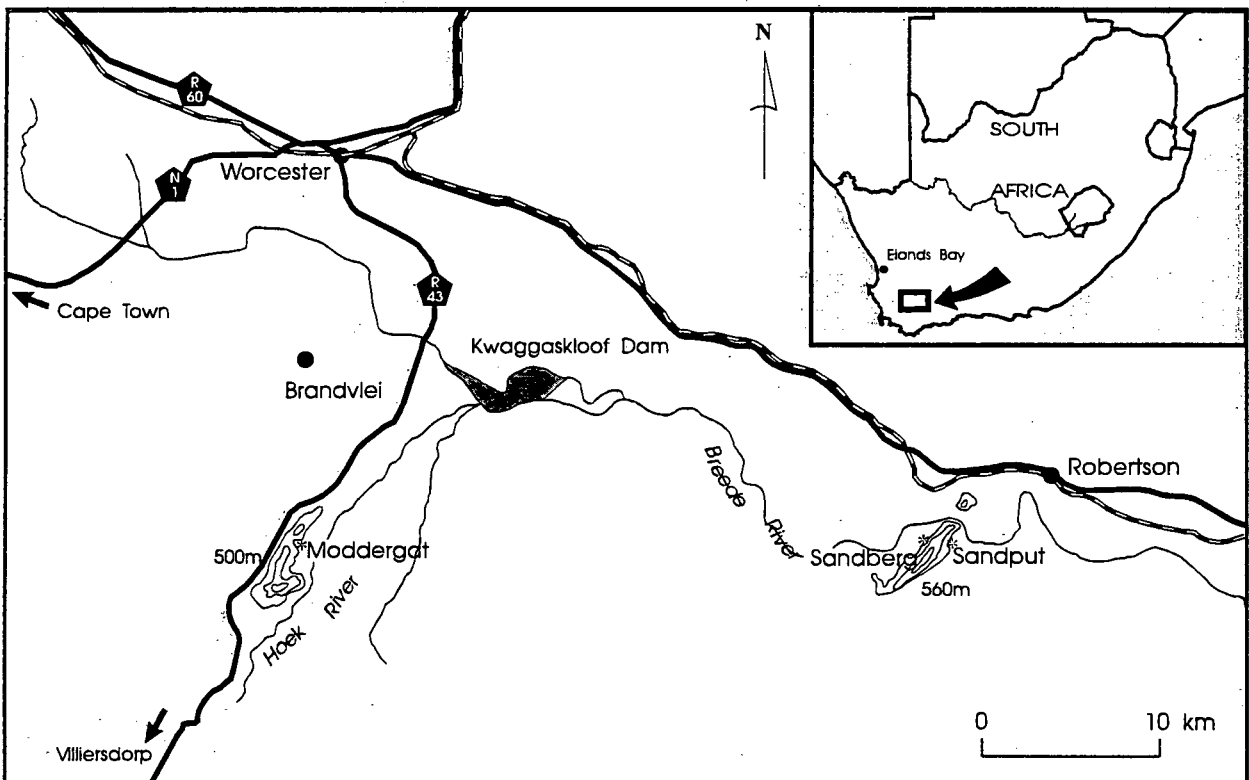 N
R
60
SOUTH
Worcester
N
1
AFRICA
Elands Bay
R
43
Cape Town
Kwaggaskloof Dam
Brandvlei
Robertson
Breede
River
500m
Moddergat
Sandberg
Sandput
560m
Hoek River
0 10 km
Villiersdorp